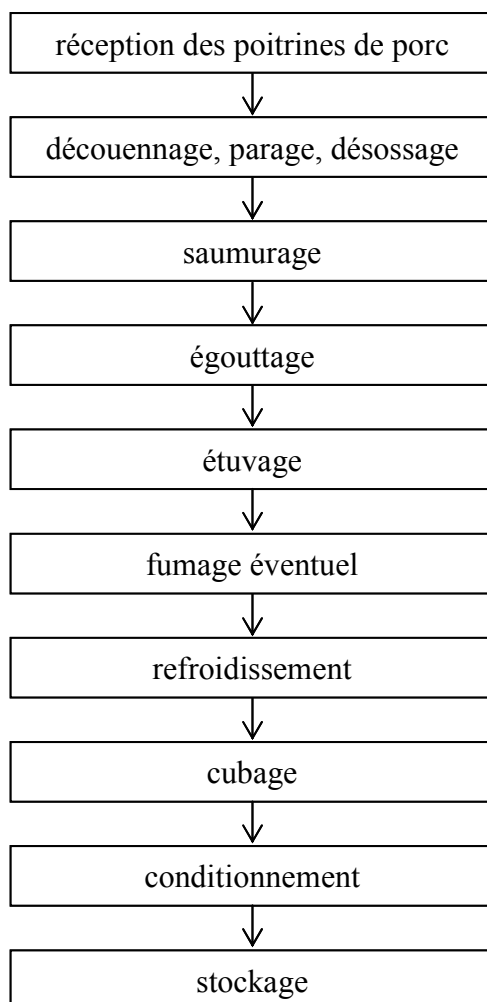 réception des poitrines de porc
découennage, parage, désossage
saumurage
égouttage
étuvage
fumage éventuel
refroidissement
cubage
conditionnement
stockage